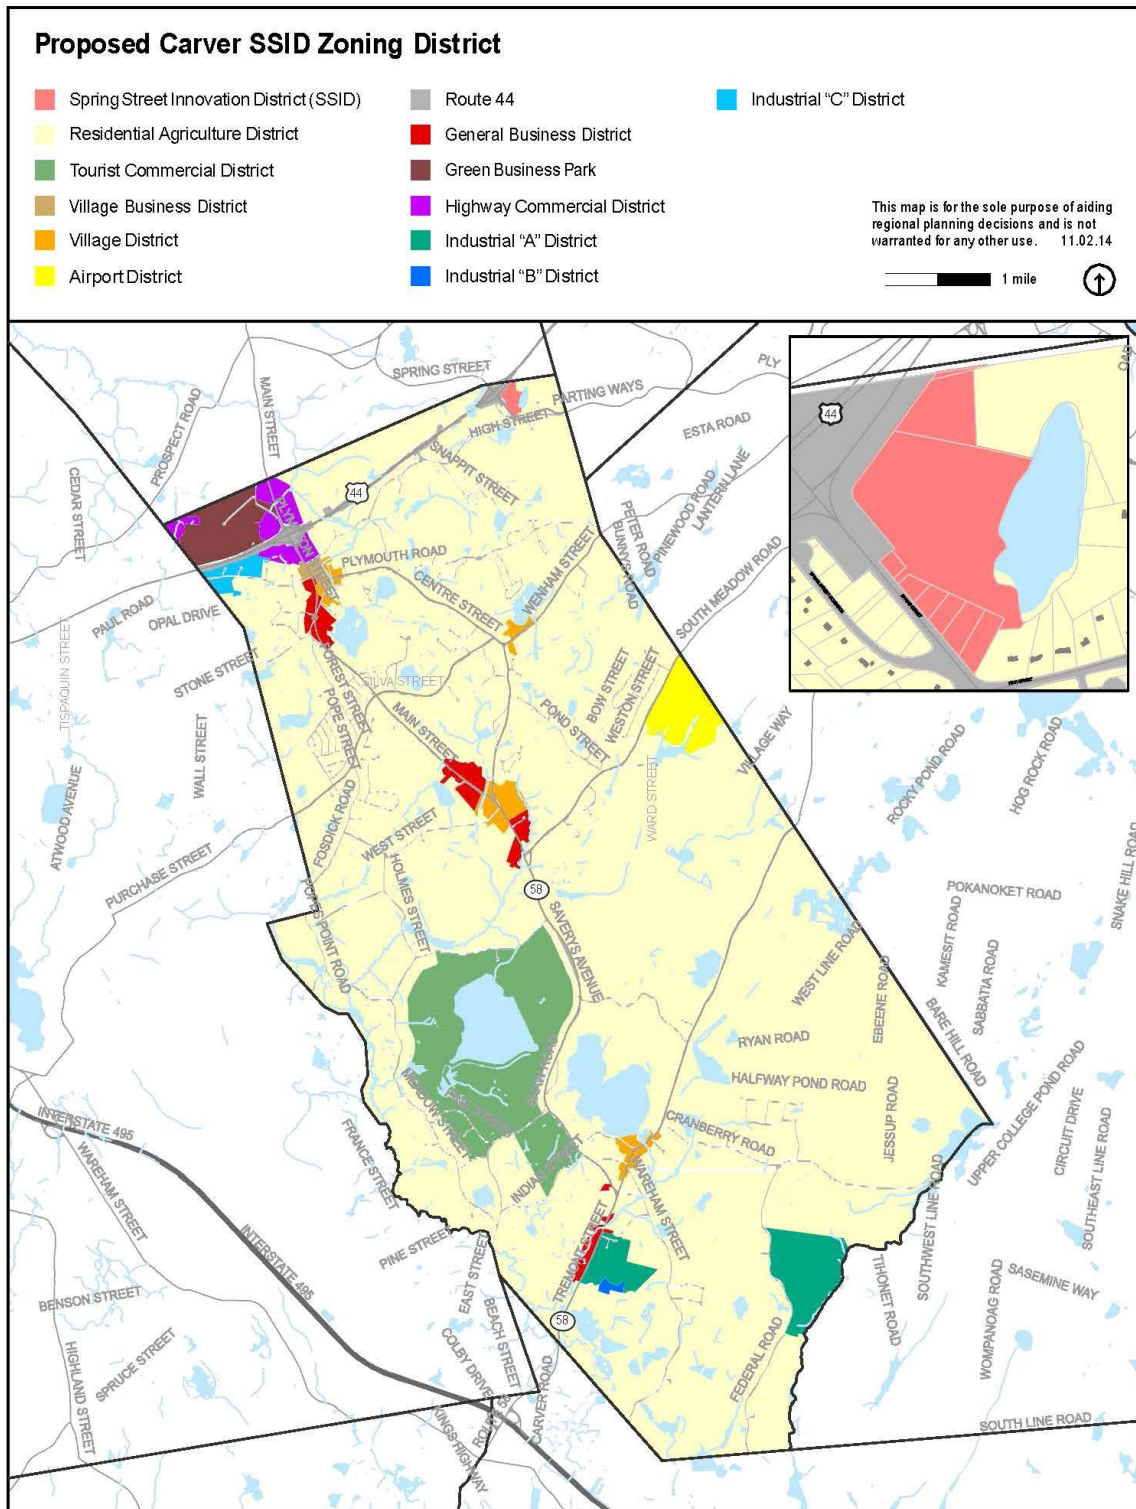 Proposed Carver SSID Zoning District
Spring Street Innovation District (SSID)
Residential Agriculture District
Tourist Commercial District
Village Business District
Village District
Airport District
Route 44
General Business District
Green Business Park
Highway Commercial District
Industrial "A" District
Industrial "B" District
Industrial "C" District
This map is for the sole purpose of aiding
regional planning decisions and is not
warranted for any other use. 11.02.14
1 mile
SPRING STREET
PLY
PARTING WAYS
HIGH STREET
ESTA ROAD
MAIN STREET
PROSPECT ROAD
SNAPPIT STREET
CEDAR STREET
44
44
LANTERN LANE
PINEWOOD ROAD
PETER ROAD
BUNNYS ROAD
PLYMOUTH ROAD
CENTRE STREET
WENHAM STREET
SOUTH MEADOW ROAD
PAUL ROAD
OPAL DRIVE
TISPAQUIN STREET
STONE STREET
FOREST STREET
SILVA STREET
POPE STREET
MAIN STREET
BOW STREET
WESTON STREET
POND STREET
VILLAGE WAY
WALL STREET
ATWOOD AVENUE
FOSDICK ROAD
WEST STREET
WARD STREET
ROCKY POND ROAD
HOG ROCK ROAD
PURCHASE STREET
HOLMES STREET
POPES POINT ROAD
58
SAVERYS AVENUE
POKANOKET ROAD
SNAKE HILL ROAD
KAMESIT ROAD
SABBATIA ROAD
WEST LINE ROAD
EBEENE ROAD
BARE HILL ROAD
RYAN ROAD
HALFWAY POND ROAD
JESSUP ROAD
UPPER COLLEGE POND ROAD
CIRCUIT DRIVE
SOUTHEAST LINE ROAD
CRANBERRY ROAD
MEADOW STREET
INTERSTATE 495
WAREHAM STREET
FRANCE STREET
WAREHAM STREET
TREMONT STREET
SOUTHWEST LINE ROAD
PINE STREET
EAST STREET
INTERSTATE 495
BEACH STREET
TIHONET ROAD
SASEMINE WAY
WOMPANOAG ROAD
BENSON STREET
SPRUCE STREET
HIGHLAND STREET
COLBY DRIVE
58
CARVER ROAD
FEDERAL ROAD
KINGS HIGHWAY
ROUTE 58
SOUTH LINE ROAD